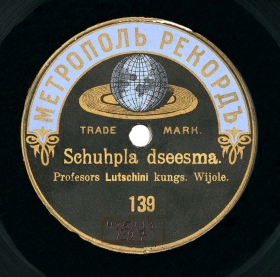 МЕТРОПОЛЬ РЕКОРДЪ
TRADE MARK.
Schuhpla dseesma.
Profesors Lutschini kungs. Wijole.
139